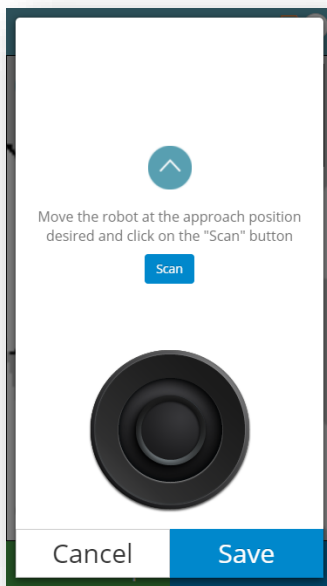 Move the robot at the approach position
desired and click on the "Scan" button
Scan
Cancel
Save